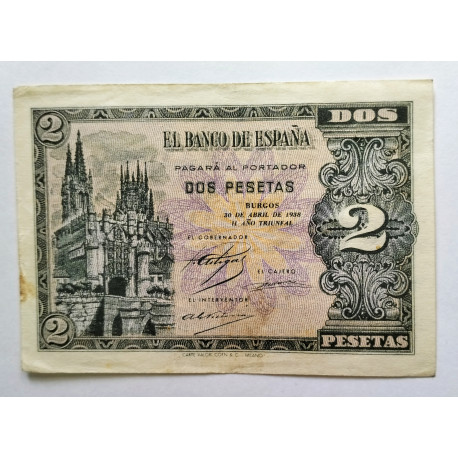 2
DOS
EL BANCO DE ESPAÑA
PAGARÁ AL PORTADOR
DOS PESETAS
BURGOS
30 DE ABRIL DE 1938
II AÑO TRIUNFAL
EL GOBERNADOR
2
EL CAJERO
EL INTERVENTOR
2
PESETAS